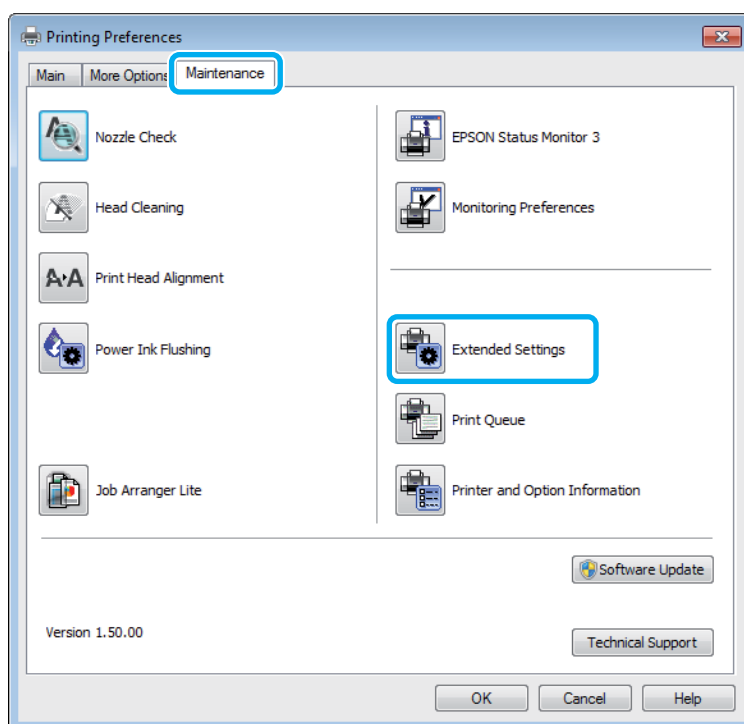 Printing Preferences
Main
More Options
Maintenance
Nozzle Check
EPSON Status Monitor 3
Head Cleaning
Monitoring Preferences
Print Head Alignment
Power Ink Flushing
Extended Settings
Print Queue
Job Arranger Lite
Printer and Option Information
Software Update
Version 1.50.00
Technical Support
OK
Cancel
Help